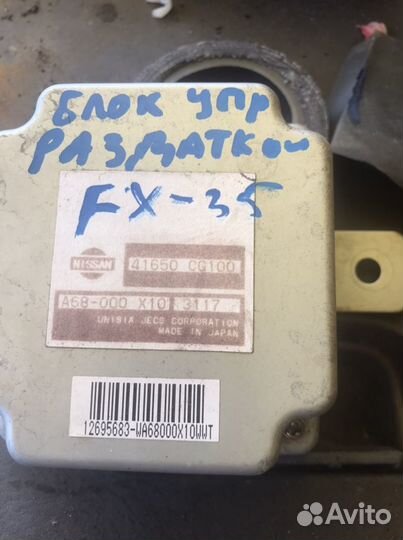 БЛОК УПР
РАЗДАТКОЙ
FX-35
NISSAN
41650 CG100
A68-000 X10 3117
UNISIA JECS CORPORATION
MADE IN JAPAN
12695683-WA68000X10WWT
Avito